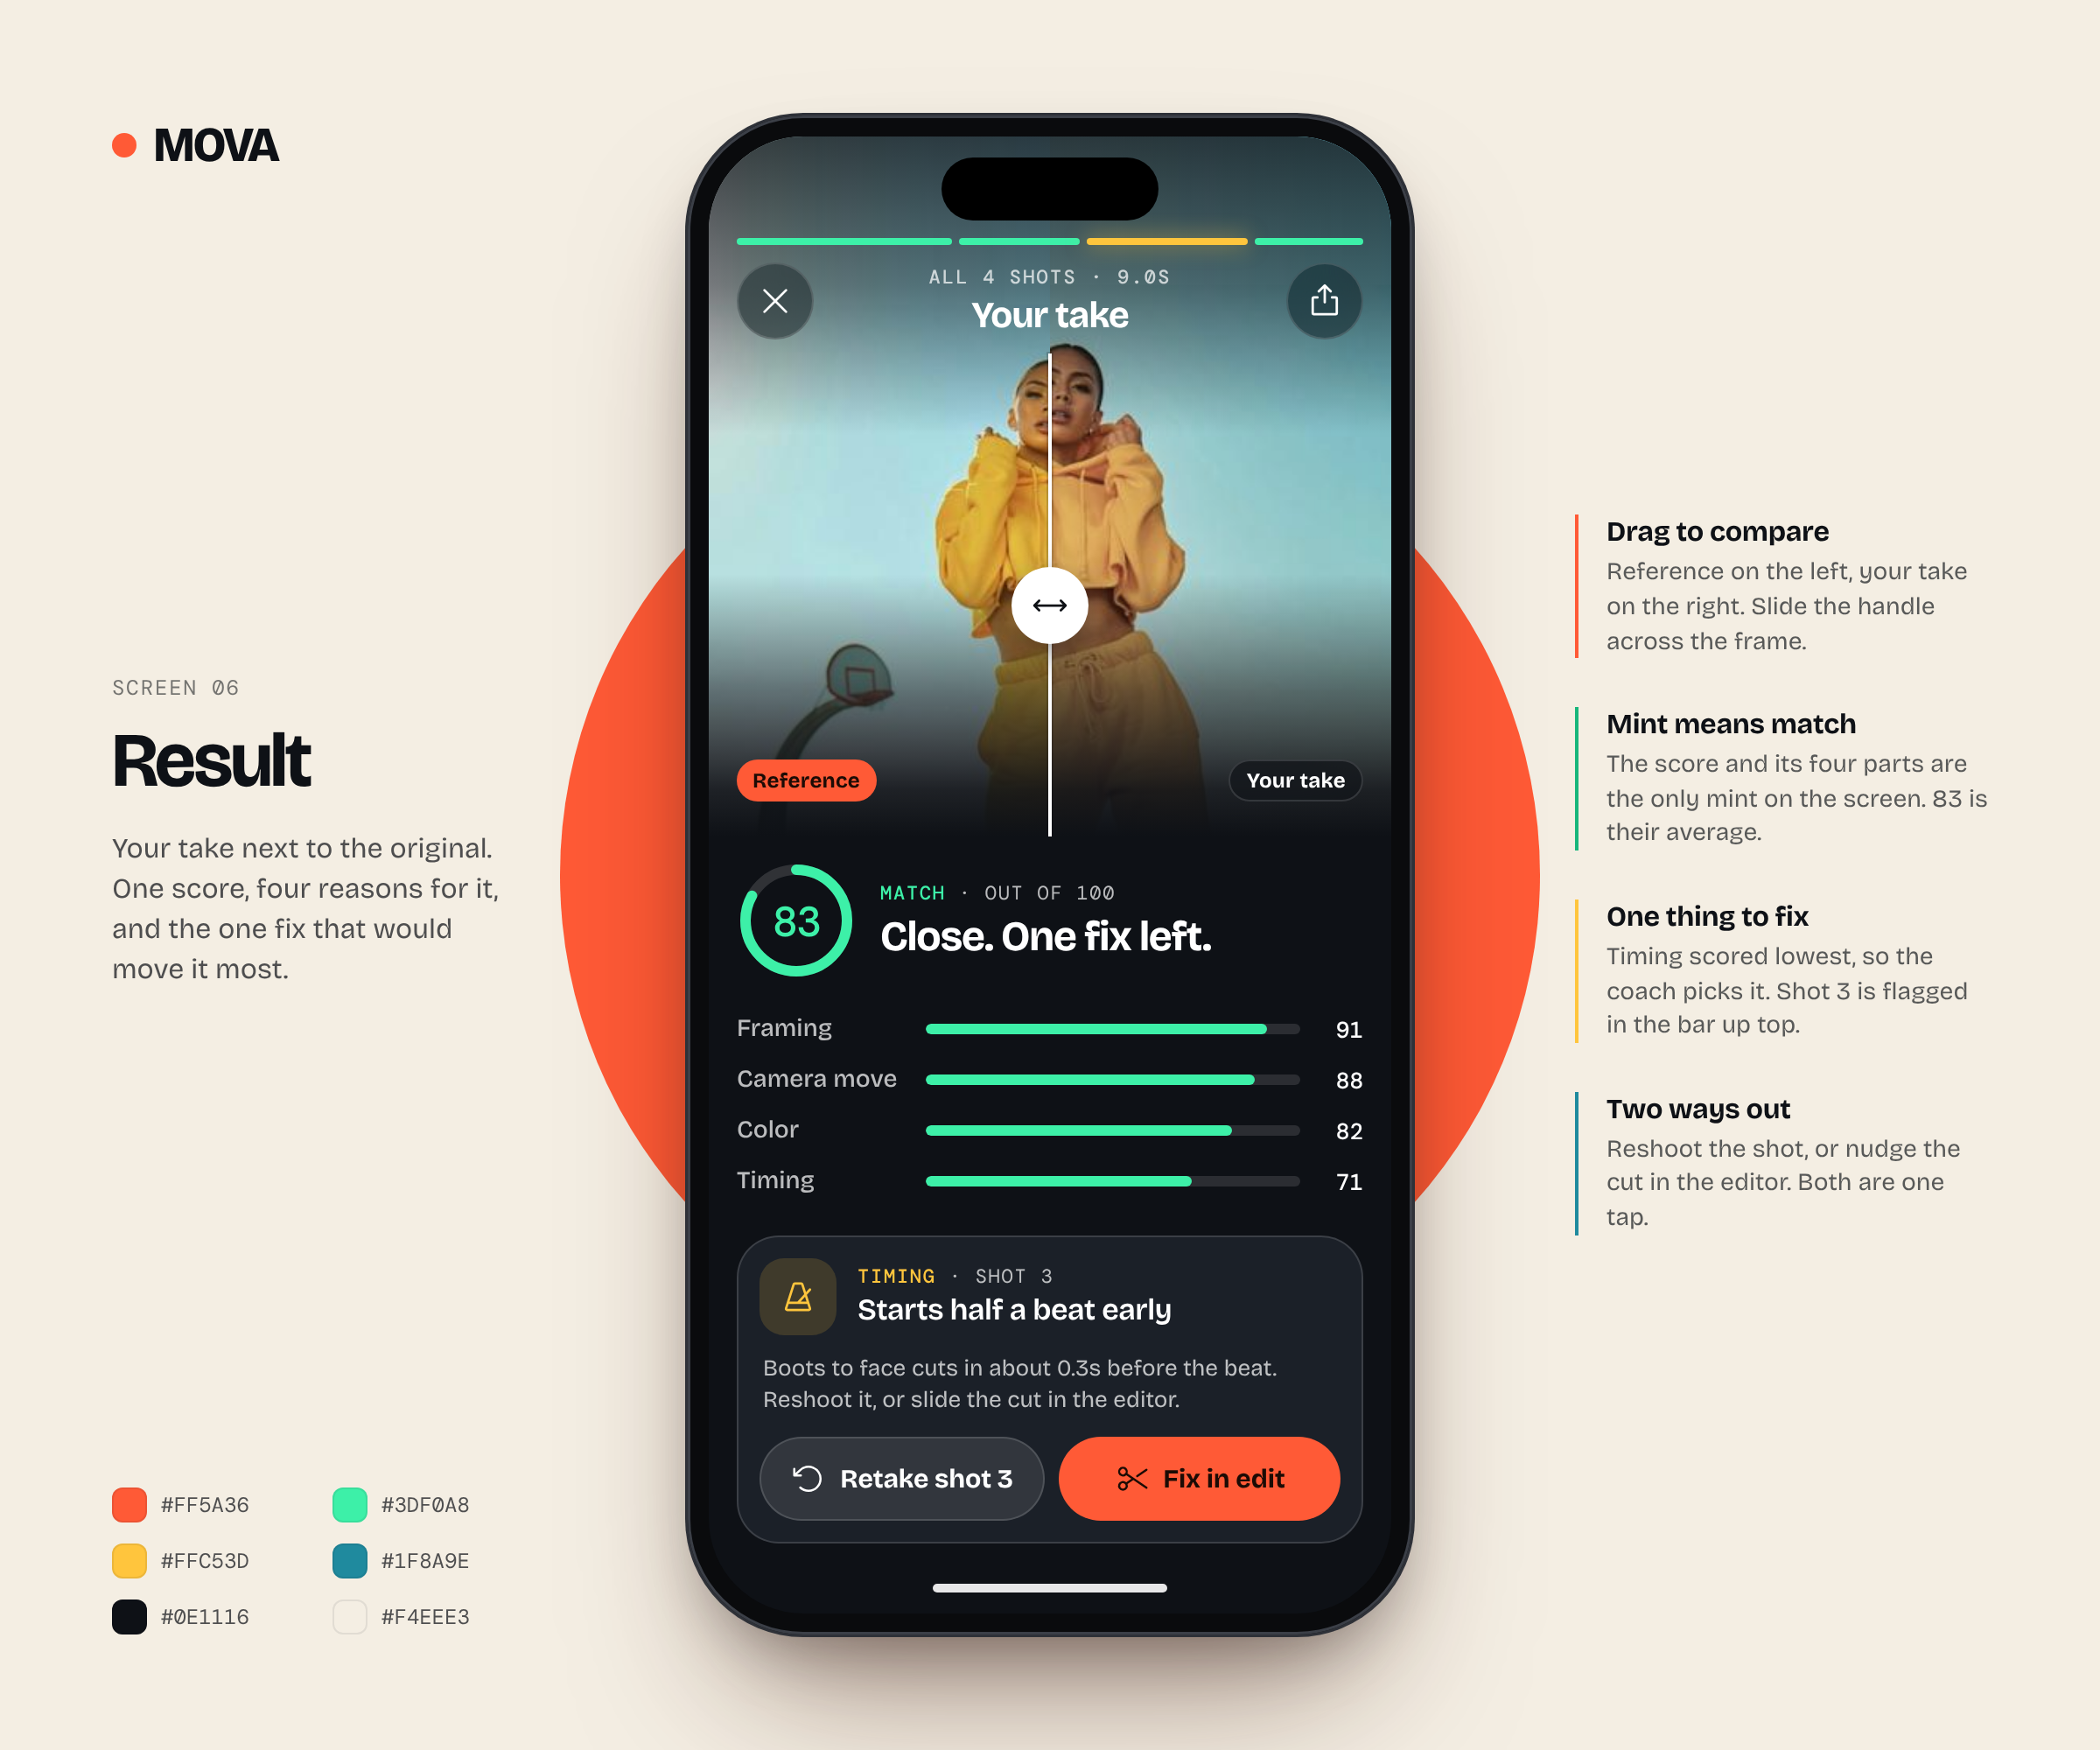 MOVA
SCREEN 06
Result
Your take next to the original.
One score, four reasons for it,
and the one fix that would
move it most.
#FF5A36
#3DF0A8
#FFC53D
#1F8A9E
#0E1116
#F4EEE3
ALL 4 SHOTS · 9.0S
Your take
Reference
Your take
83
MATCH · OUT OF 100
Close. One fix left.
Framing 91
Camera move 88
Color 82
Timing 71
TIMING · SHOT 3
Starts half a beat early
Boots to face cuts in about 0.3s before the beat.
Reshoot it, or slide the cut in the editor.
Retake shot 3
Fix in edit
Drag to compare
Reference on the left, your take
on the right. Slide the handle
across the frame.
Mint means match
The score and its four parts are
the only mint on the screen. 83 is
their average.
One thing to fix
Timing scored lowest, so the
coach picks it. Shot 3 is flagged
in the bar up top.
Two ways out
Reshoot the shot, or nudge the
cut in the editor. Both are one
tap.